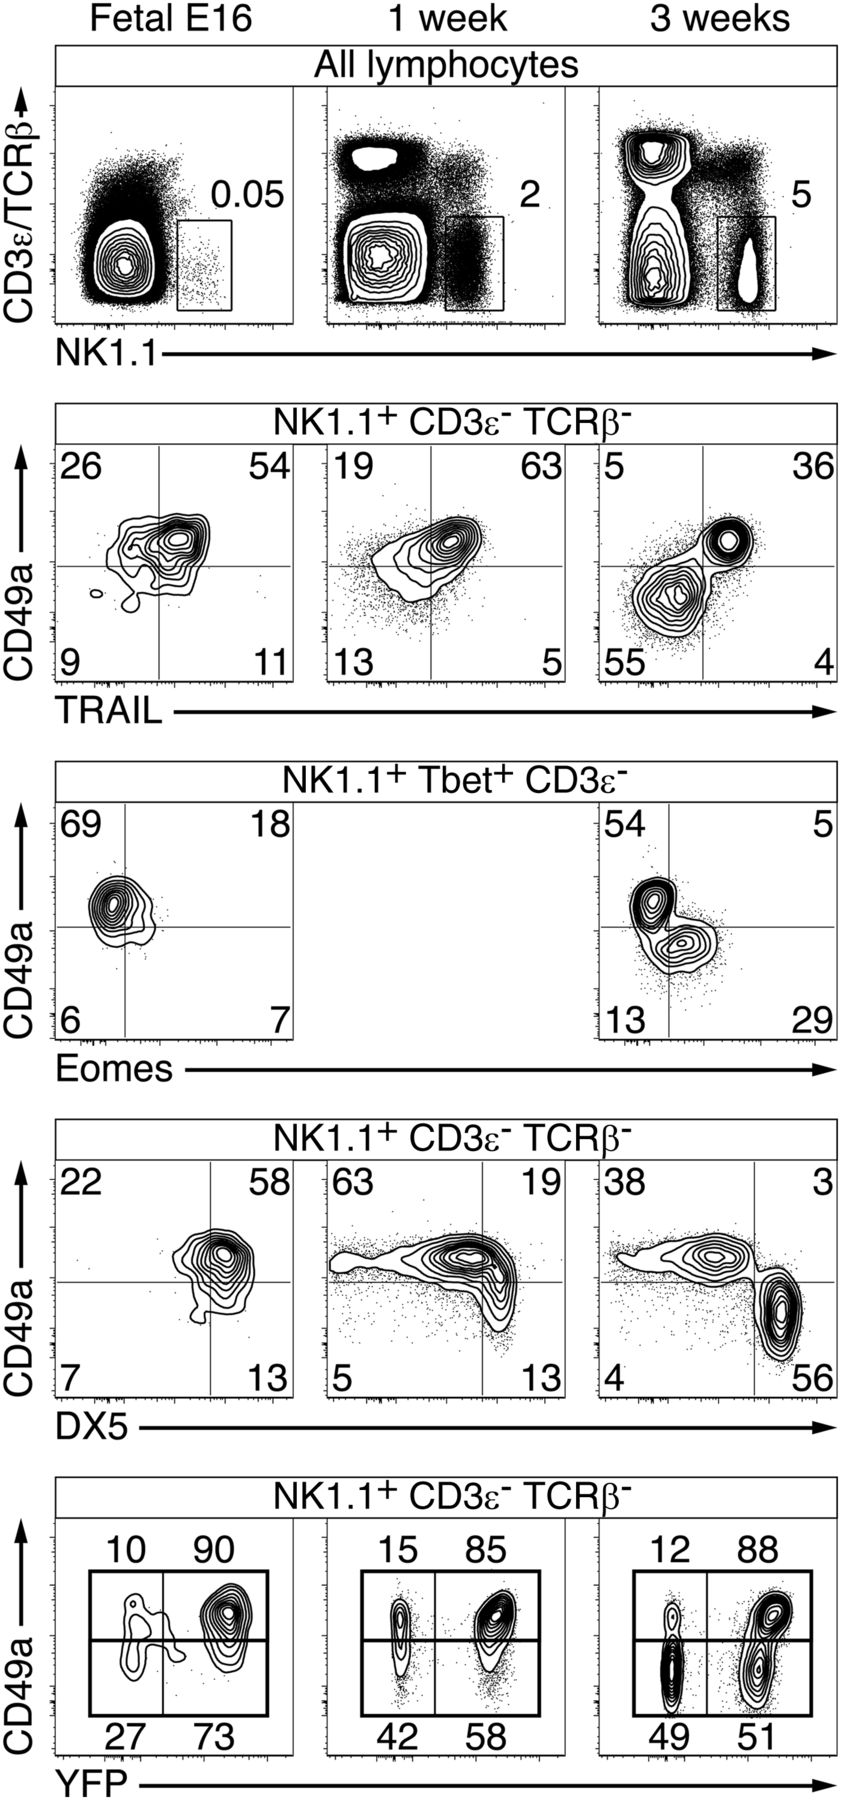 Fetal E16 1 week 3 weeks
All lymphocytes
CD3ε/TCRβ
0.05 2 5
NK1.1
NK1.1+ CD3ε- TCRβ-
26 54 19 63 5 36
CD49a
9 11 13 5 55 4
TRAIL
NK1.1+ Tbet+ CD3ε-
69 18 54 5
CD49a
6 7 13 29
Eomes
NK1.1+ CD3ε- TCRβ-
22 58 63 19 38 3
CD49a
7 13 5 13 4 56
DX5
NK1.1+ CD3ε- TCRβ-
10 90 15 85 12 88
CD49a
27 73 42 58 49 51
YFP